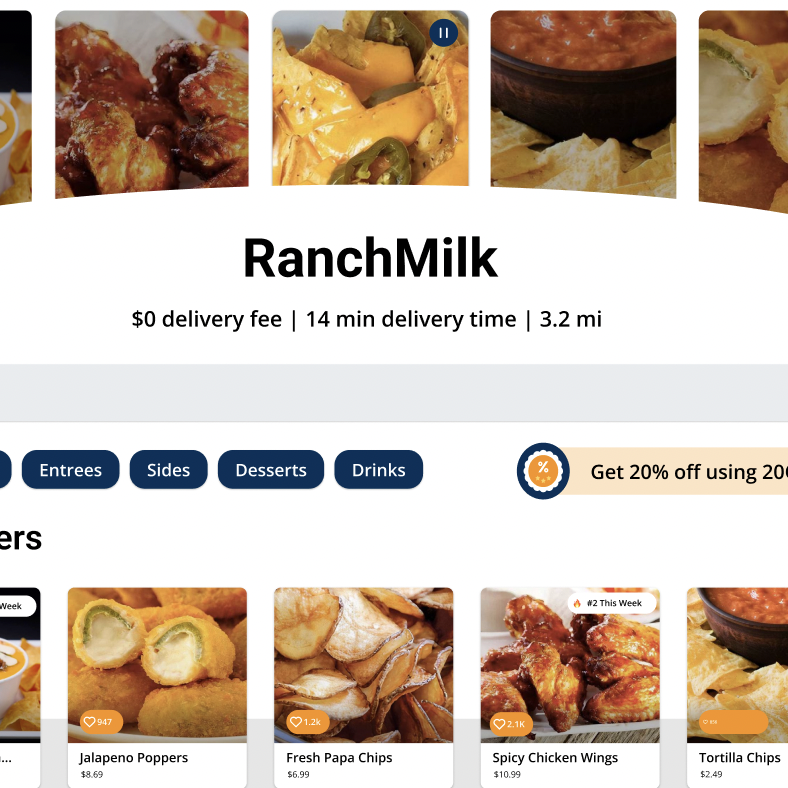 RanchMilk
$0 delivery fee | 14 min delivery time | 3.2 mi
Entrees
Sides
Desserts
Drinks
%
Get 20% off using 20
ers
Week
#2 This Week
947
1.2k
2.1K
...
Jalapeno Poppers
Fresh Papa Chips
Spicy Chicken Wings
Tortilla Chips
$8.69
$6.99
$10.99
$2.49